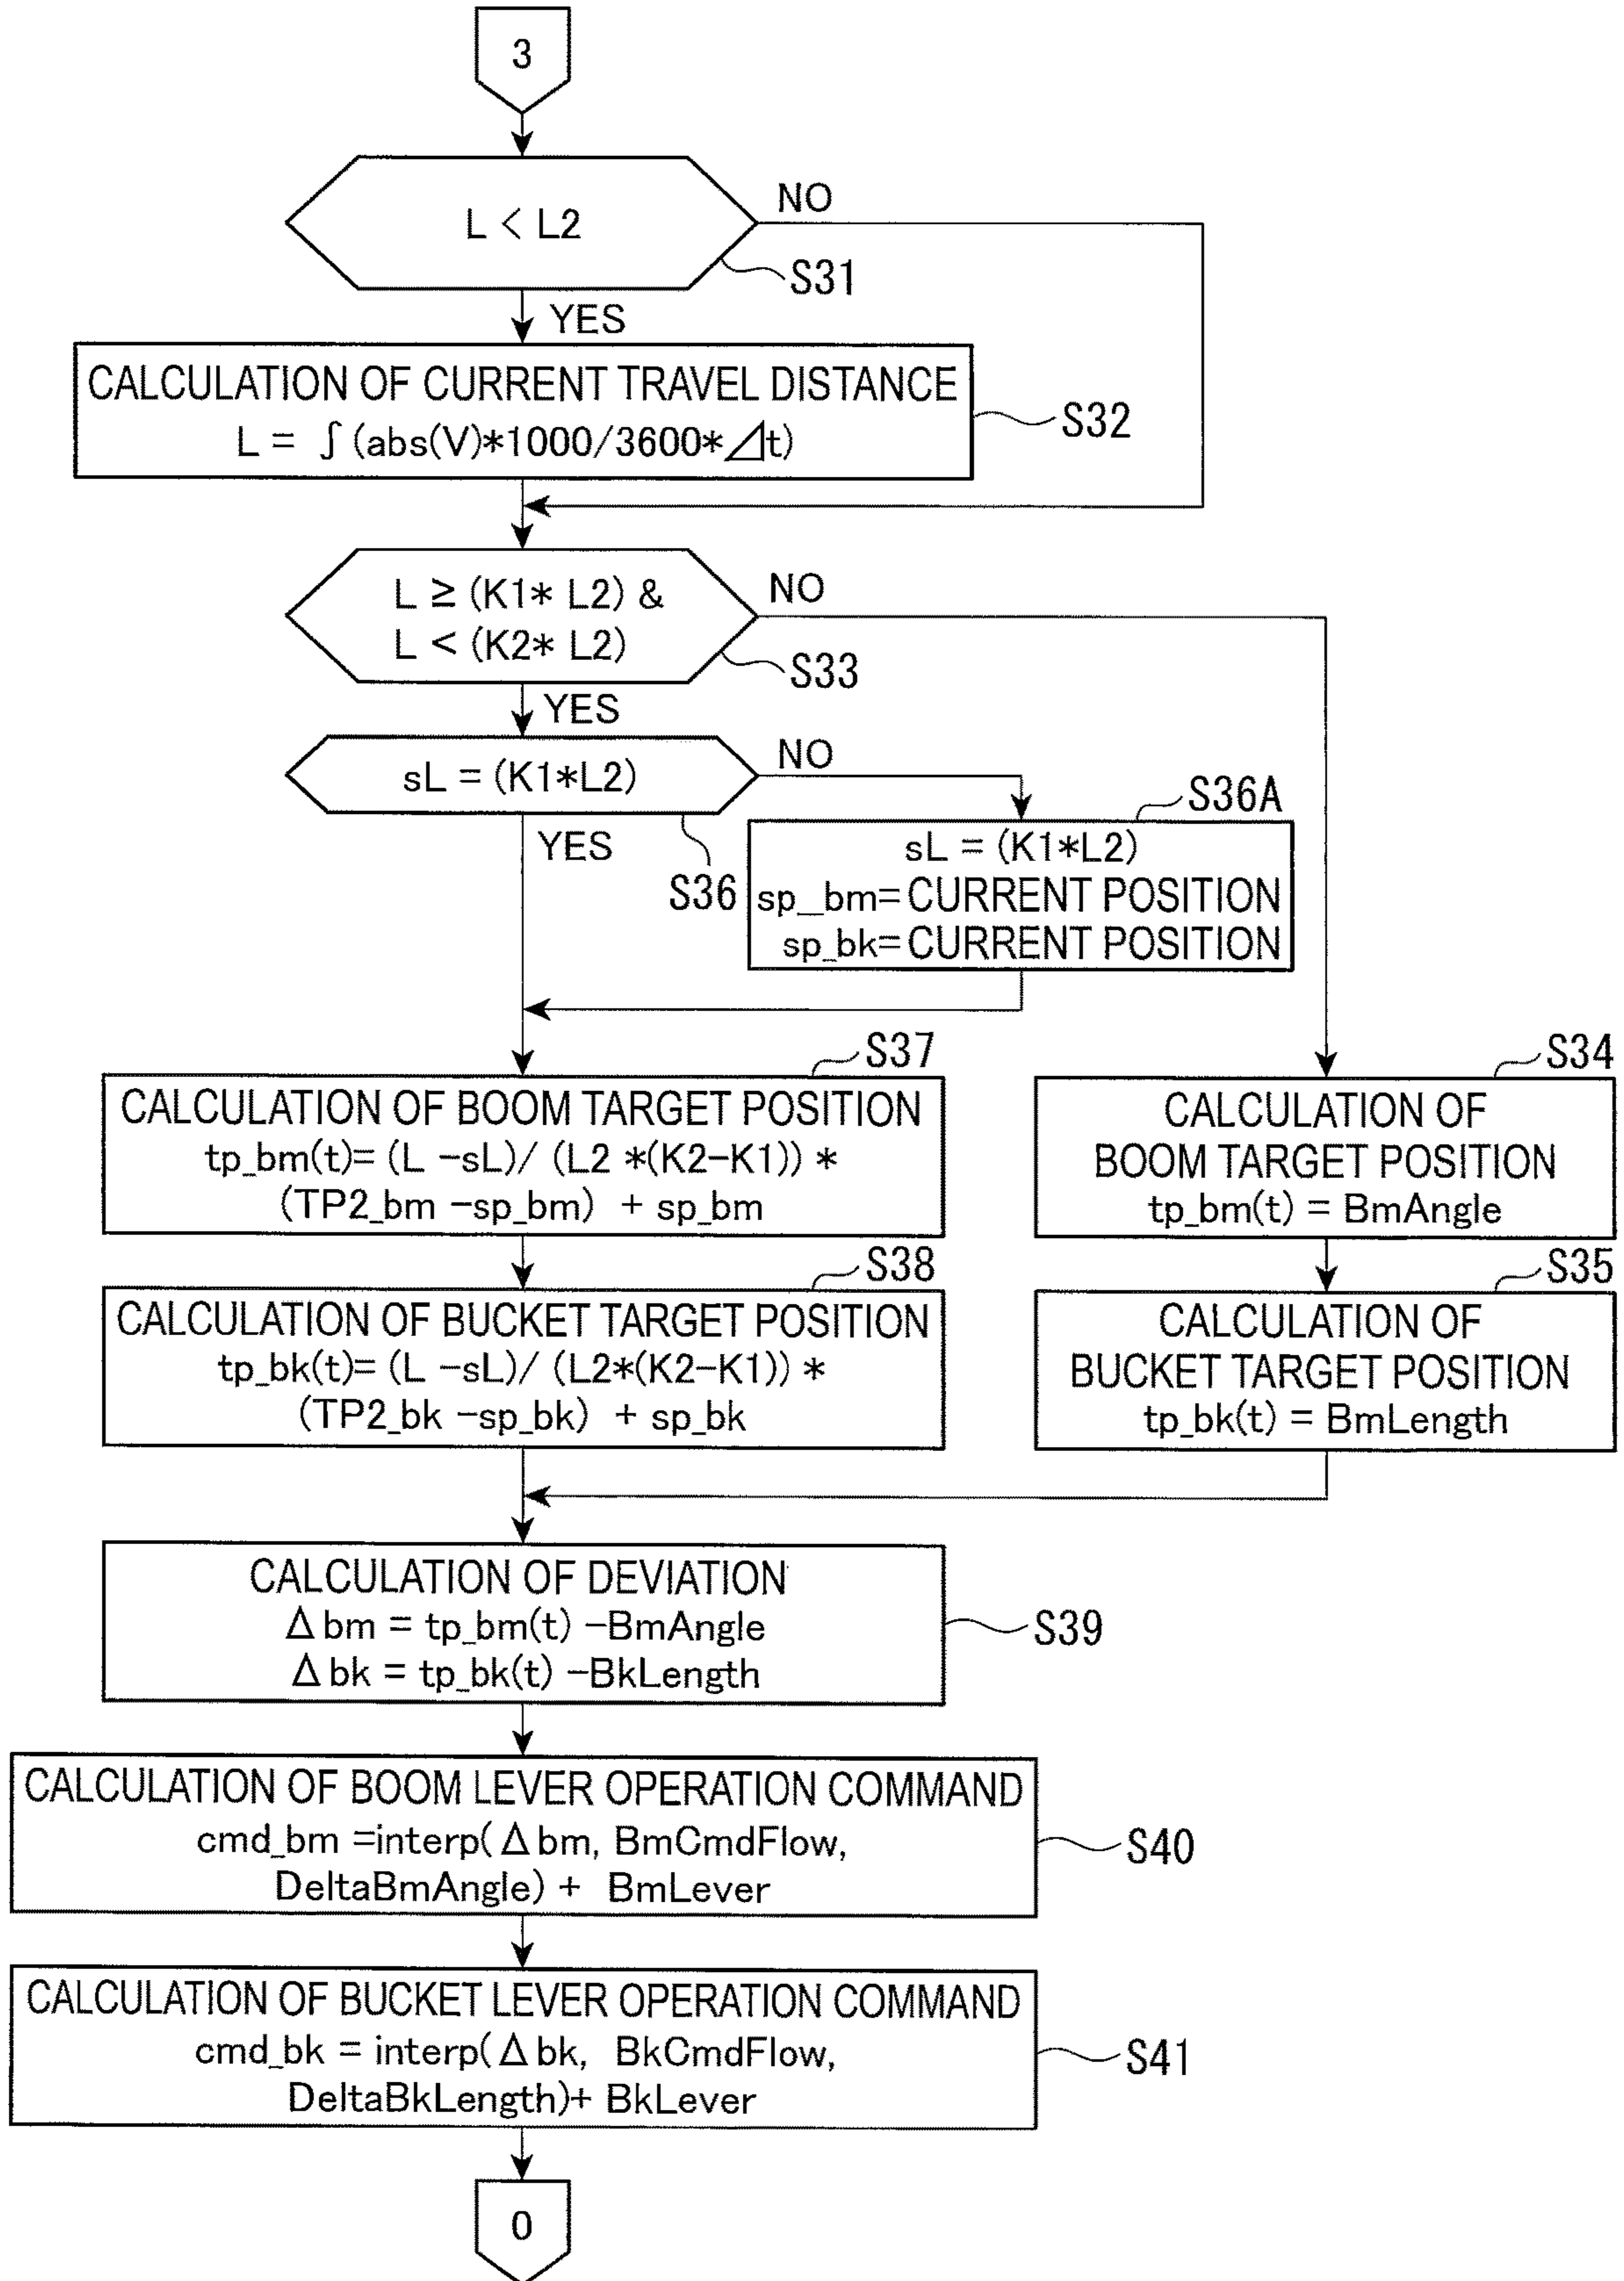 3
L < L2
NO
S31
YES
CALCULATION OF CURRENT TRAVEL DISTANCE
L = ∫ (abs(V)*1000/3600*⊿t)
S32
L ≧ (K1* L2) &
L < (K2* L2)
NO
S33
YES
sL = (K1*L2)
NO
S36
YES
S36A
sL = (K1*L2)
sp_bm= CURRENT POSITION
sp_bk= CURRENT POSITION
S37
CALCULATION OF BOOM TARGET POSITION
tp_bm(t)= (L -sL)/ (L2 *(K2-K1)) *
(TP2_bm -sp_bm) + sp_bm
S34
CALCULATION OF
BOOM TARGET POSITION
tp_bm(t) = BmAngle
S38
CALCULATION OF BUCKET TARGET POSITION
tp_bk(t)= (L -sL)/ (L2*(K2-K1)) *
(TP2_bk -sp_bk) + sp_bk
S35
CALCULATION OF
BUCKET TARGET POSITION
tp_bk(t) = BmLength
CALCULATION OF DEVIATION
Δ bm = tp_bm(t) -BmAngle
Δ bk = tp_bk(t) -BkLength
S39
CALCULATION OF BOOM LEVER OPERATION COMMAND
cmd_bm =interp( Δ bm, BmCmdFlow,
DeltaBmAngle) + BmLever
S40
CALCULATION OF BUCKET LEVER OPERATION COMMAND
cmd_bk = interp( Δ bk, BkCmdFlow,
DeltaBkLength)+ BkLever
S41
0